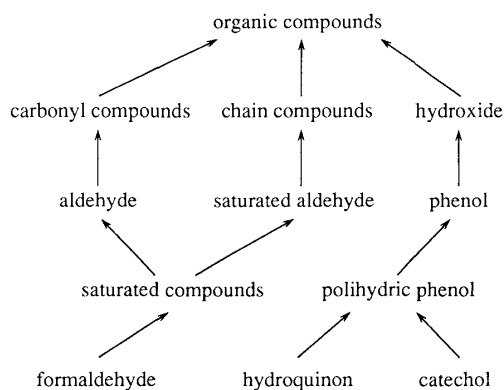 organic compounds
carbonyl compounds chain compounds hydroxide
aldehyde saturated aldehyde phenol
saturated compounds polihydric phenol
formaldehyde hydroquinon catechol